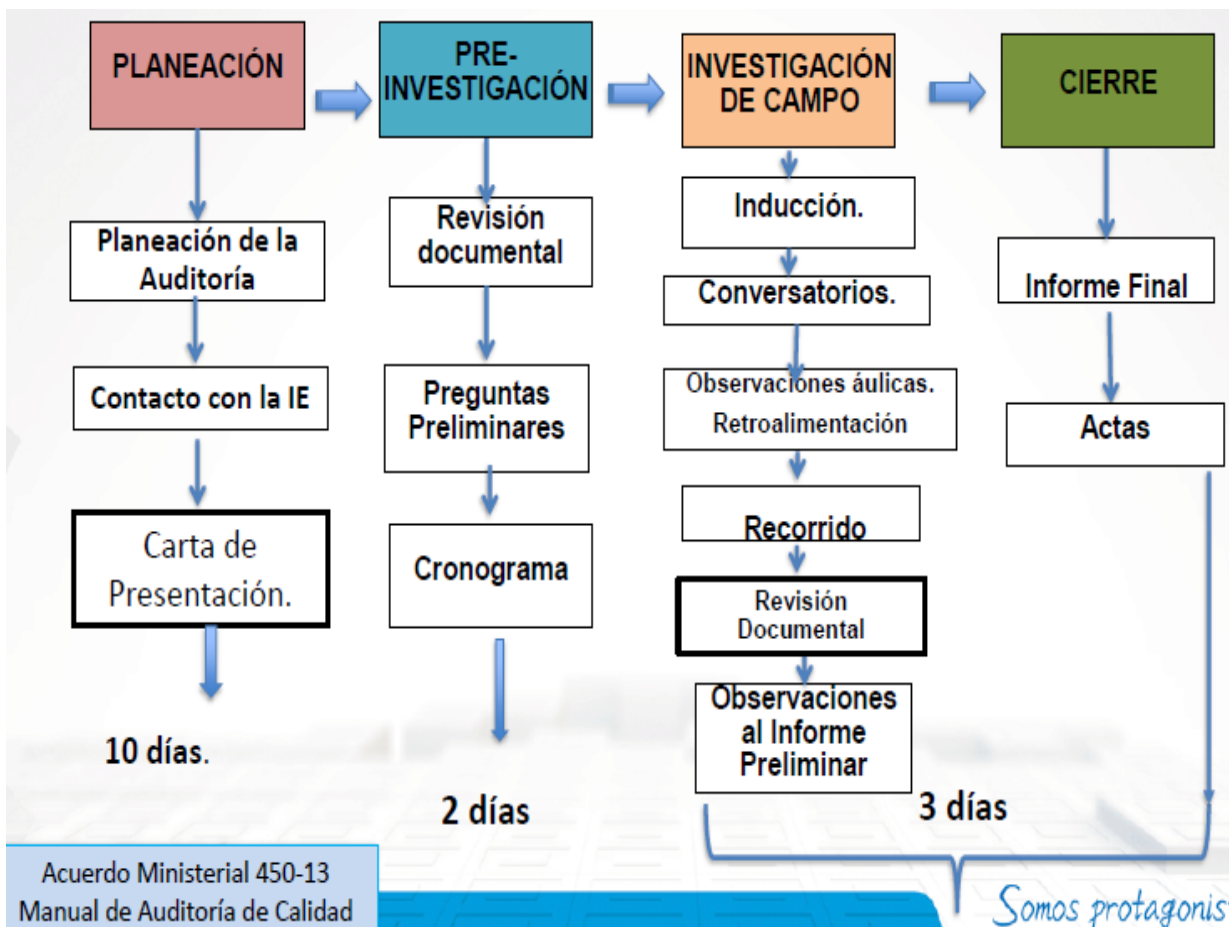 PLANEACIÓN
Planeación de la
Auditoría
Contacto con la IE
Carta de
Presentación.
10 días.
PRE-
INVESTIGACIÓN
Revisión
documental
Preguntas
Preliminares
Cronograma
2 días
INVESTIGACIÓN
DE CAMPO
Inducción.
Conversatorios.
Observaciones áulicas.
Retroalimentación
Recorrido
Revisión
Documental
Observaciones
al Informe
Preliminar
CIERRE
Informe Final
Actas
3 días
Acuerdo Ministerial 450-13
Manual de Auditoría de Calidad
Somos protagonis